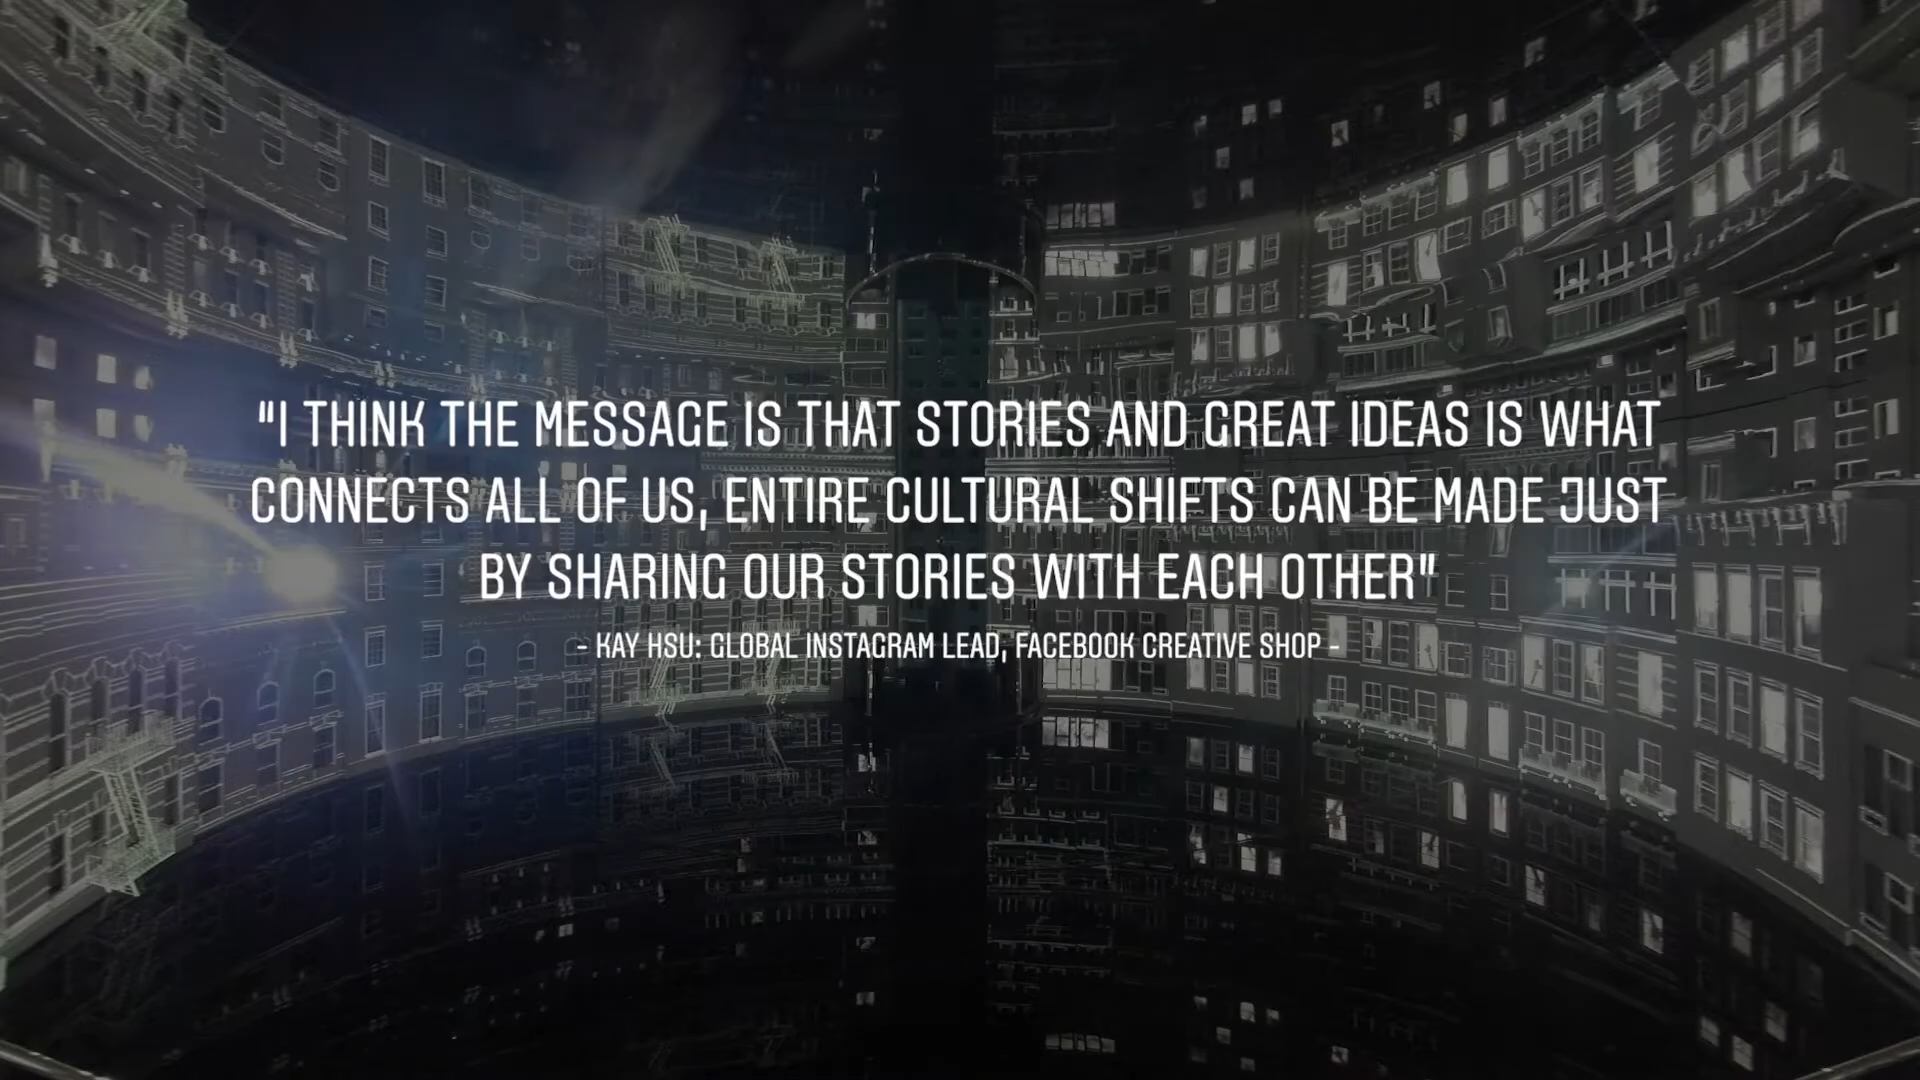 "I THINK THE MESSAGE IS THAT STORIES AND GREAT IDEAS IS WHAT
CONNECTS ALL OF US, ENTIRE CULTURAL SHIFTS CAN BE MADE JUST
BY SHARING OUR STORIES WITH EACH OTHER"
- KAY HSU: GLOBAL INSTAGRAM LEAD, FACEBOOK CREATIVE SHOP -